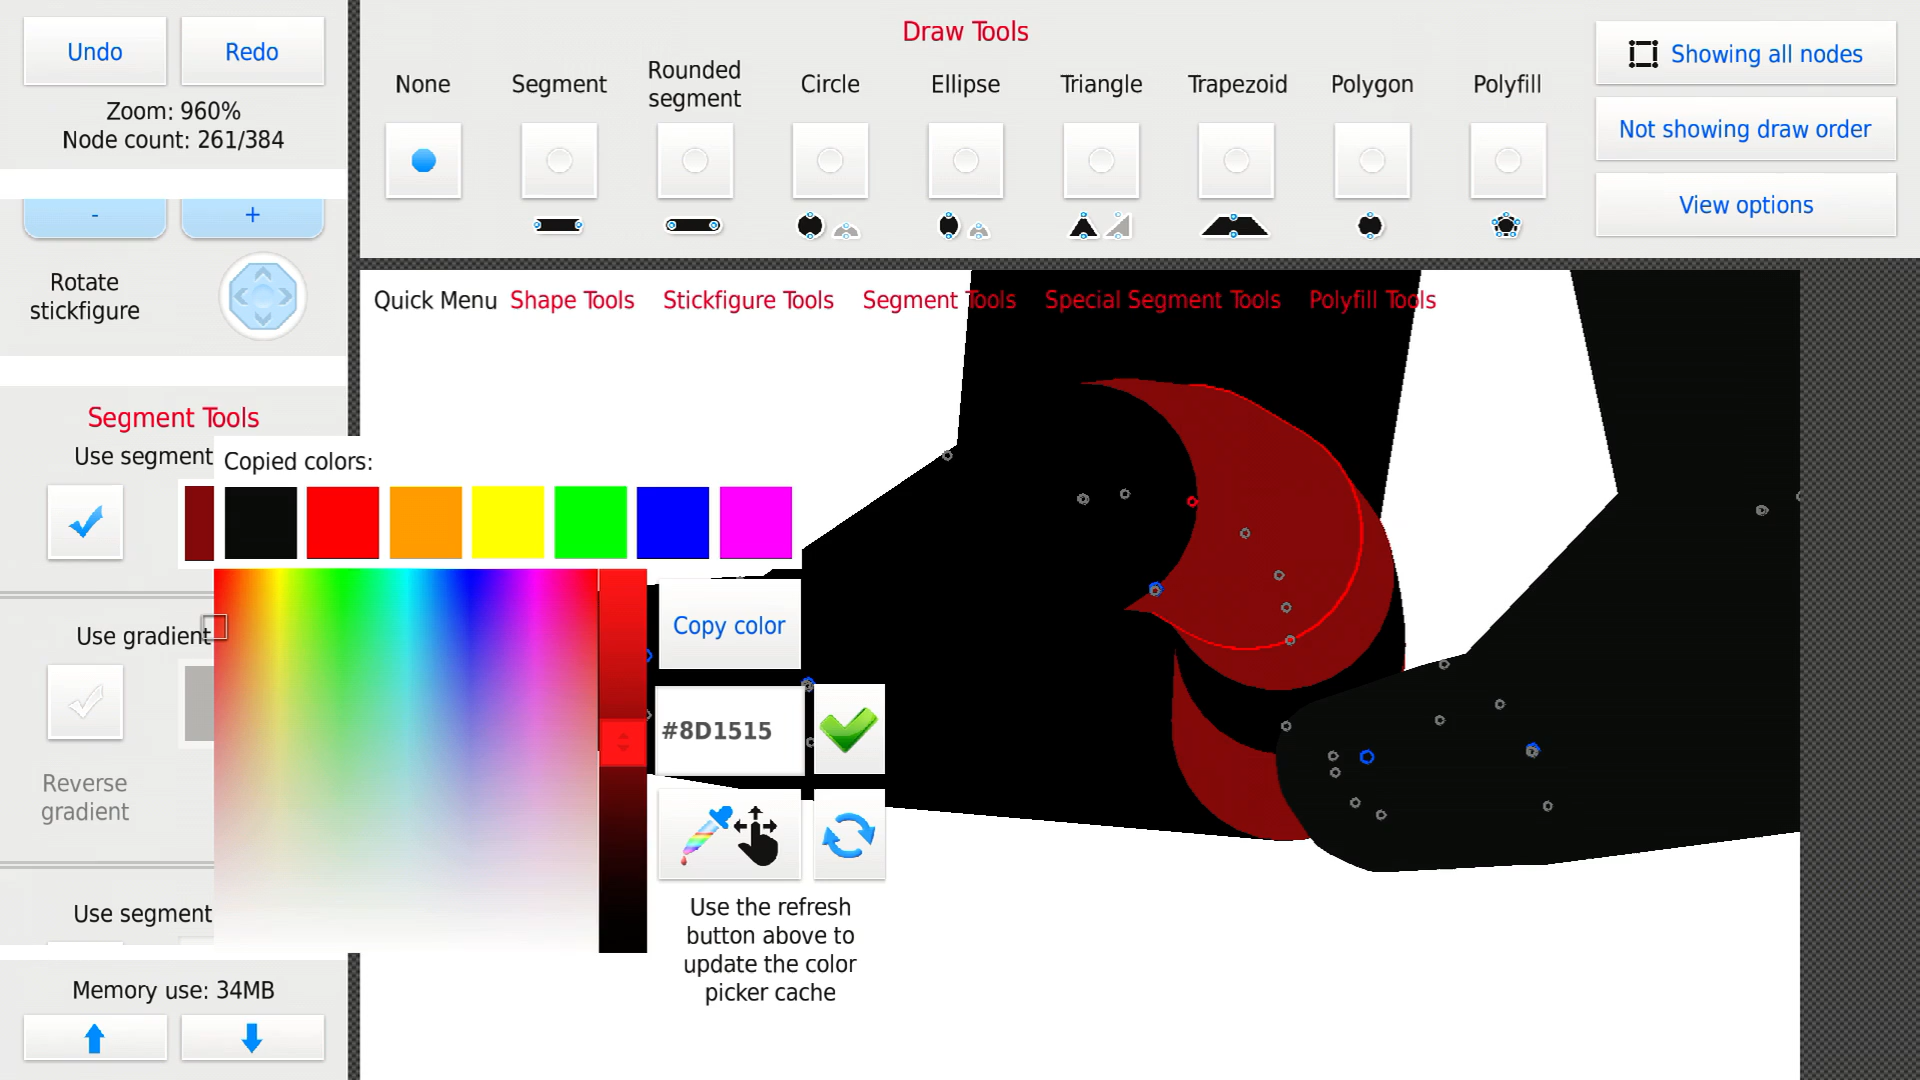 Undo
Redo
Zoom: 960%
Node count: 261/384
-
+
Rotate
stickfigure
Segment Tools
Use segment
Use gradient
Reverse
gradient
Use segment
Memory use: 34MB
Draw Tools
None
Segment
Rounded
segment
Circle
Ellipse
Triangle
Trapezoid
Polygon
Polyfill
Showing all nodes
Not showing draw order
View options
Quick Menu
Shape Tools
Stickfigure Tools
Segment Tools
Special Segment Tools
Polyfill Tools
Copied colors:
Copy color
#8D1515
Use the refresh
button above to
update the color
picker cache